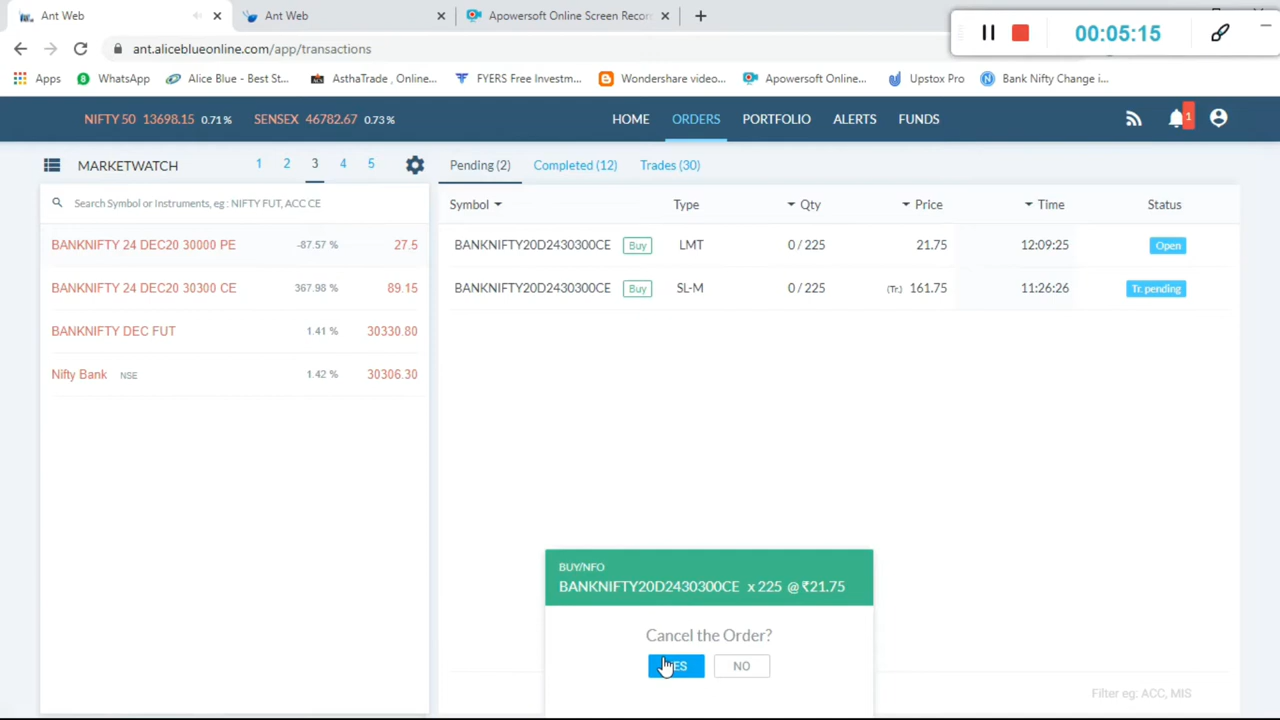 Ant Web
Ant Web
Apowersoft Online Screen Recor
00:05:15
ant.aliceblueonline.com/app/transactions
Apps
WhatsApp
Alice Blue - Best St...
AsthaTrade , Online...
FYERS Free Investm...
Wondershare video...
Apowersoft Online...
Upstox Pro
Bank Nifty Change i...
NIFTY 50 13698.15 0.71 %
SENSEX 46782.67 0.73 %
HOME
ORDERS
PORTFOLIO
ALERTS
FUNDS
1
MARKETWATCH
1 2 3 4 5
Search Symbol or Instruments, eg : NIFTY FUT, ACC CE
BANKNIFTY 24 DEC20 30000 PE -87.57 % 27.5
BANKNIFTY 24 DEC20 30300 CE 367.98 % 89.15
BANKNIFTY DEC FUT 1.41 % 30330.80
Nifty Bank NSE 1.42 % 30306.30
Pending (2) Completed (12) Trades (30)
Symbol Type Qty Price Time Status
BANKNIFTY20D2430300CE Buy LMT 0 / 225 21.75 12:09:25 Open
BANKNIFTY20D2430300CE Buy SL-M 0 / 225 (Tr.) 161.75 11:26:26 Tr. pending
BUY/NFO
BANKNIFTY20D2430300CE x 225 @ ₹21.75
Cancel the Order?
NO
Filter eg: ACC, MIS